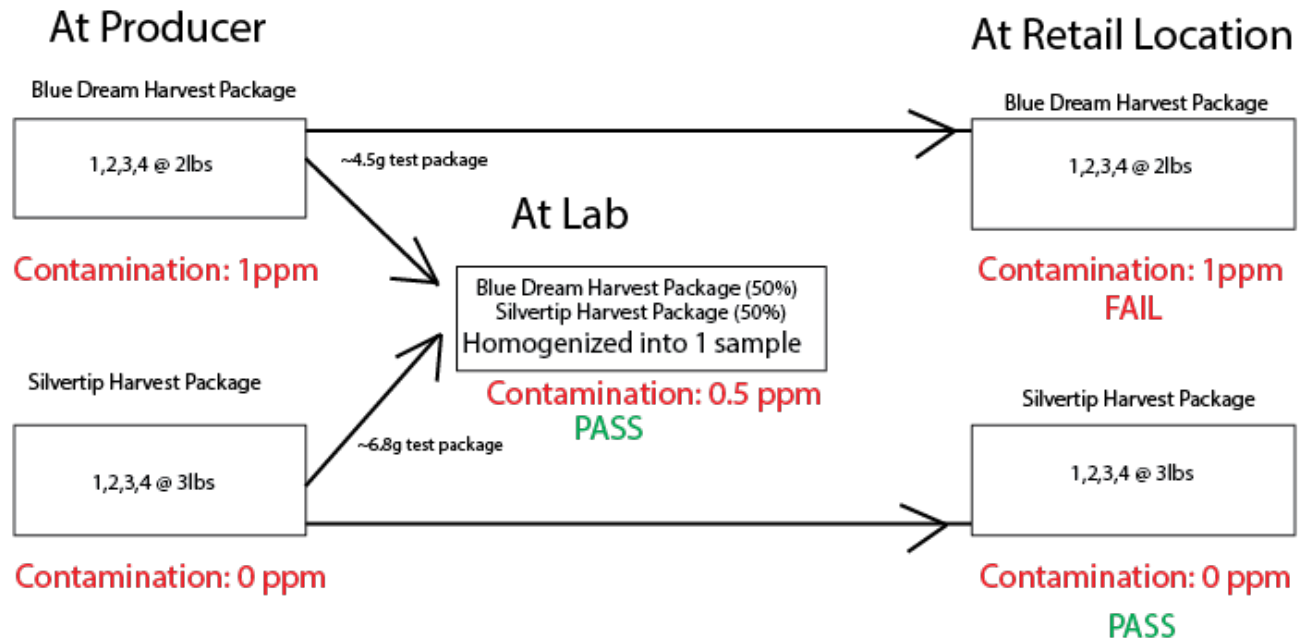 At Producer
Blue Dream Harvest Package
1,2,3,4 @ 2lbs
Contamination: 1ppm
~4.5g test package
Silvertip Harvest Package
1,2,3,4 @ 3lbs
Contamination: 0 ppm
~6.8g test package
At Lab
Blue Dream Harvest Package (50%)
Silvertip Harvest Package (50%)
Homogenized into 1 sample
Contamination: 0.5 ppm
PASS
At Retail Location
Blue Dream Harvest Package
1,2,3,4 @ 2lbs
Contamination: 1ppm
FAIL
Silvertip Harvest Package
1,2,3,4 @ 3lbs
Contamination: 0 ppm
PASS